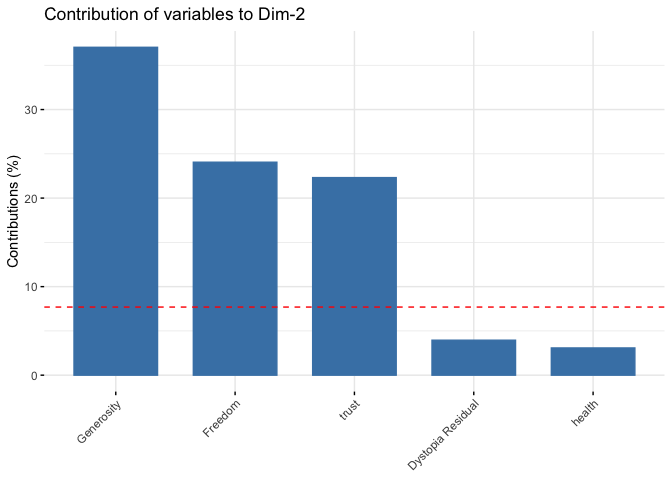 Contribution of variables to Dim-2
Contributions (%)
30
20
10
0
Generosity
Freedom
trust
Dystopia Residual
health